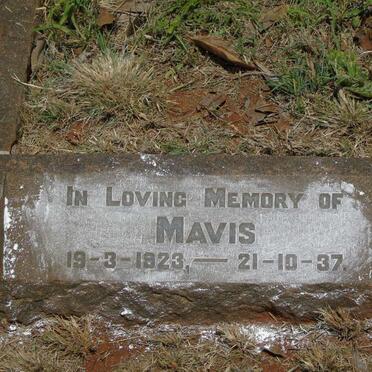 In Loving Memory of
Mavis
19-3-1923, — 21-10-37.